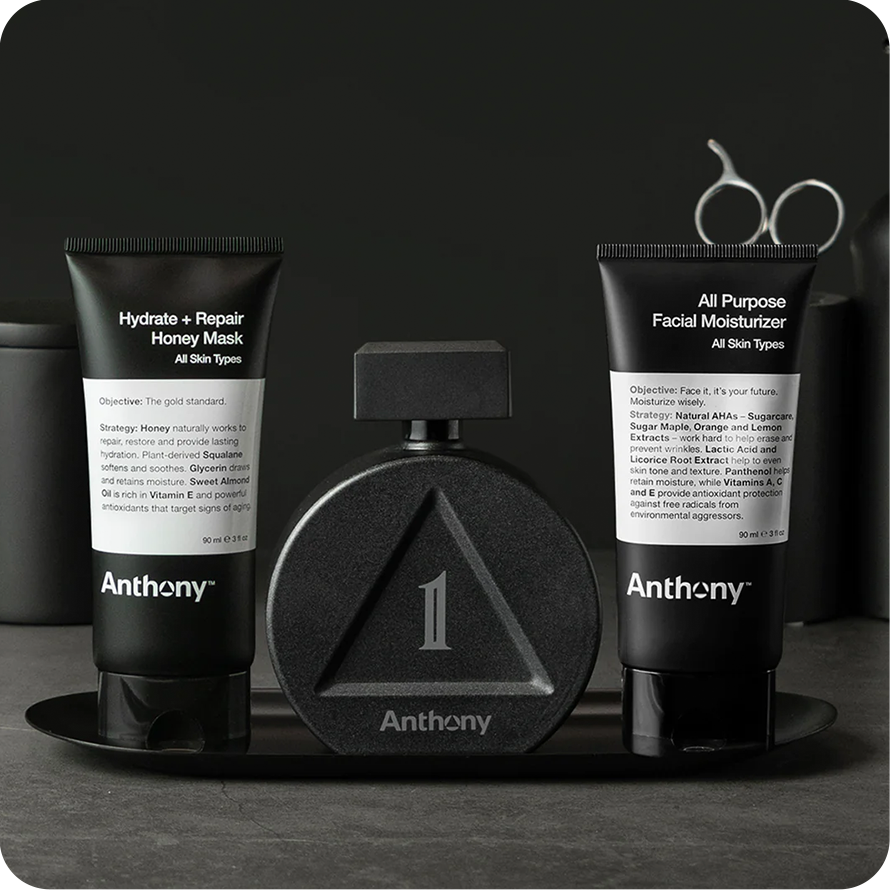 Hydrate + Repair
Honey Mask
All Skin Types
Objective: The gold standard.
Strategy: Honey naturally works to
repair, restore and provide lasting
hydration. Plant-derived Squalane
softens and soothes. Glycerin draws
and retains moisture. Sweet Almond
Oil is rich in Vitamin E and powerful
antioxidants that target signs of aging.
90 ml ℮ 3 fl oz
Anthony™
1
Anthony
All Purpose
Facial Moisturizer
All Skin Types
Objective: Face it, it's your future.
Moisturize wisely.
Strategy: Natural AHAs – Sugarcare,
Sugar Maple, Orange and Lemon
Extracts – work hard to help erase and
prevent wrinkles. Lactic Acid and
Licorice Root Extract help to even
skin tone and texture. Panthenol helps
retain moisture, while Vitamins A, C
and E provide antioxidant protection
against free radicals from
environmental aggressors.
90 ml ℮ 3 fl oz
Anthony™